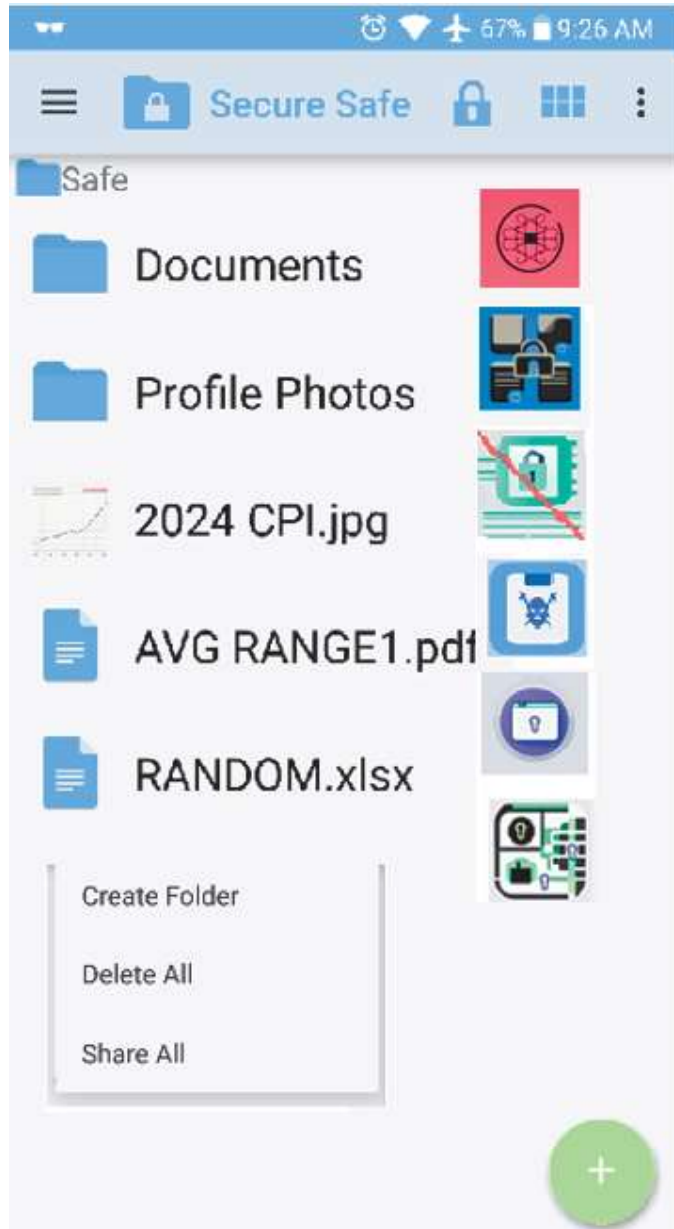 67% 9:26 AM
Secure Safe
Safe
Documents
Profile Photos
2024 CPI.jpg
AVG RANGE1.pdf
RANDOM.xlsx
Create Folder
Delete All
Share All
+